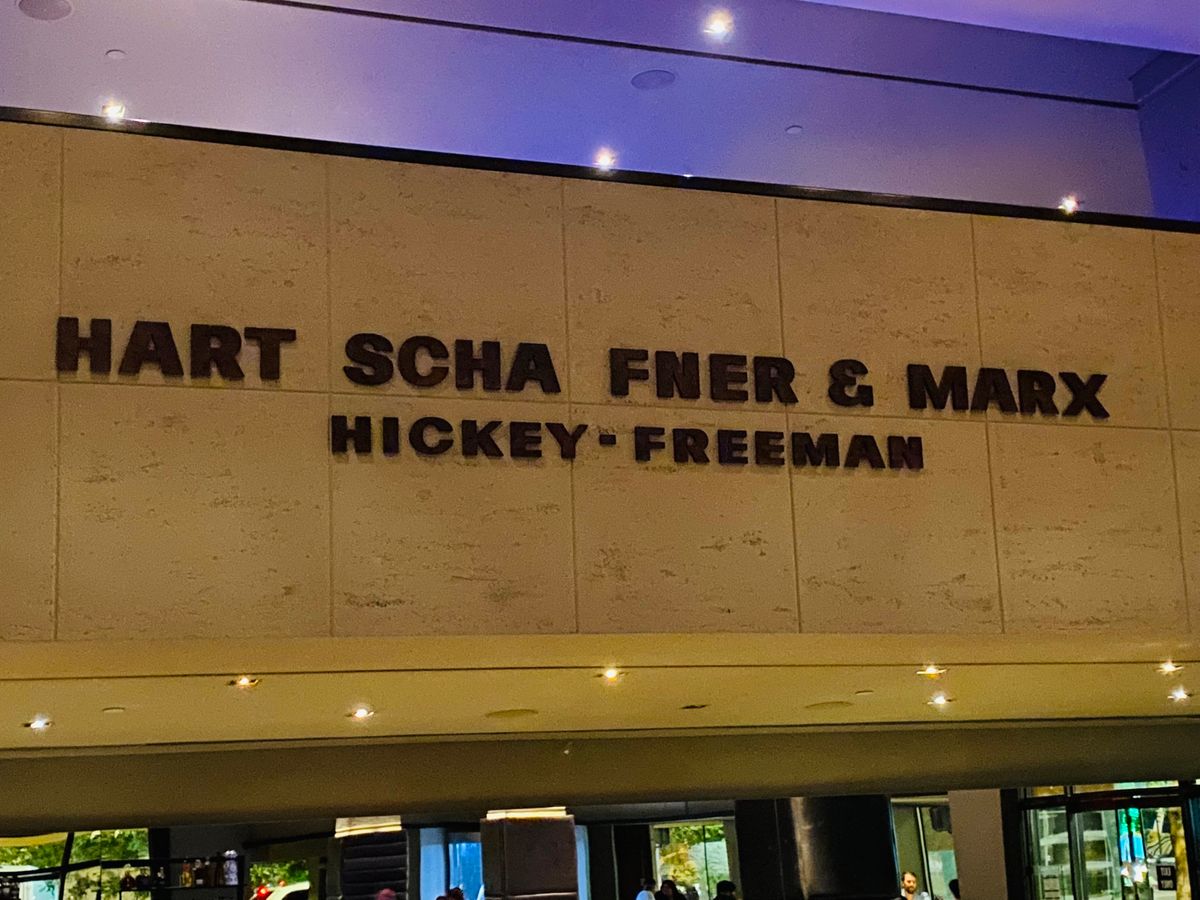 HART SCHA FNER & MARX
HICKEY-FREEMAN